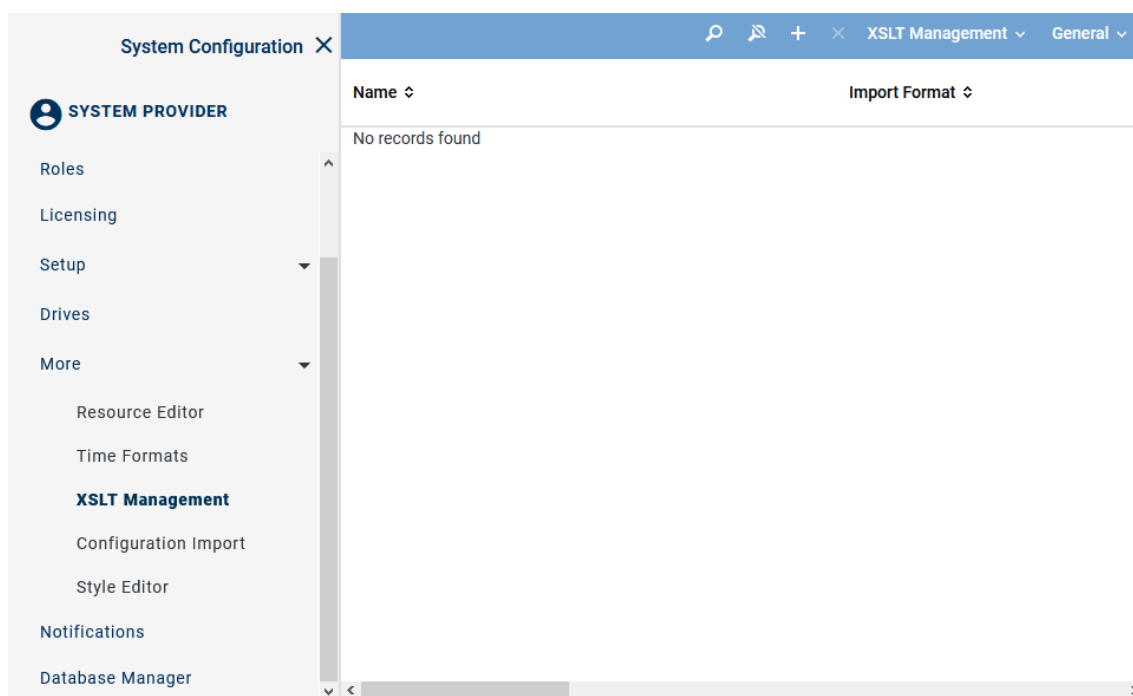 System Configuration
XSLT Management
General
SYSTEM PROVIDER
Name
Import Format
No records found
Roles
Licensing
Setup
Drives
More
Resource Editor
Time Formats
XSLT Management
Configuration Import
Style Editor
Notifications
Database Manager